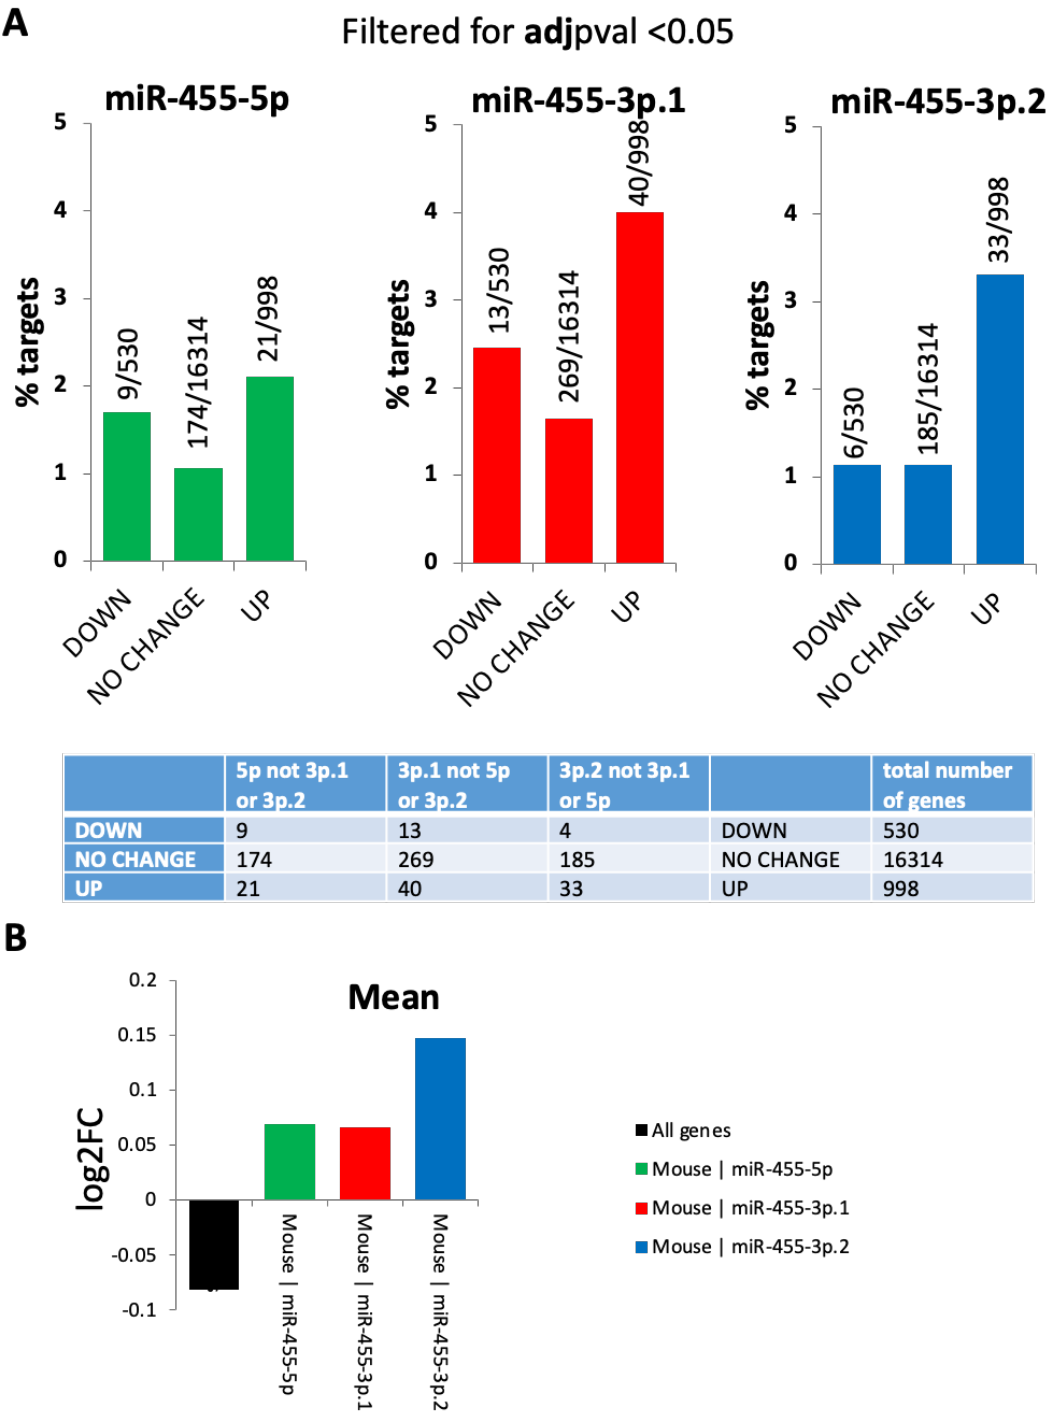 A
Filtered for adjpval <0.05
miR-455-5p
5
4
3
2
1
0
% targets
9/530
174/16314
21/998
DOWN
NO CHANGE
UP
miR-455-3p.1
5
4
3
2
1
0
% targets
13/530
269/16314
40/998
DOWN
NO CHANGE
UP
miR-455-3p.2
5
4
3
2
1
0
% targets
6/530
185/16314
33/998
DOWN
NO CHANGE
UP
5p not 3p.1 or 3p.2 3p.1 not 5p or 3p.2 3p.2 not 3p.1 or 5p total number of genes
DOWN 9 13 4 DOWN 530
NO CHANGE 174 269 185 NO CHANGE 16314
UP 21 40 33 UP 998
B
Mean
0.2
0.15
0.1
0.05
0
-0.05
-0.1
log2FC
Mouse | miR-455-5p
Mouse | miR-455-3p.1
Mouse | miR-455-3p.2
All genes
Mouse | miR-455-5p
Mouse | miR-455-3p.1
Mouse | miR-455-3p.2